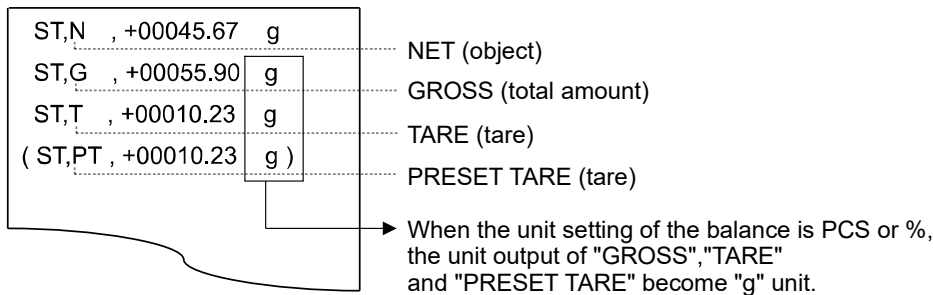 ST,N , +00045.67 g
NET (object)
ST,G , +00055.90 g
GROSS (total amount)
ST,T , +00010.23 g
TARE (tare)
( ST,PT , +00010.23 g )
PRESET TARE (tare)
When the unit setting of the balance is PCS or %,
the unit output of "GROSS","TARE"
and "PRESET TARE" become "g" unit.